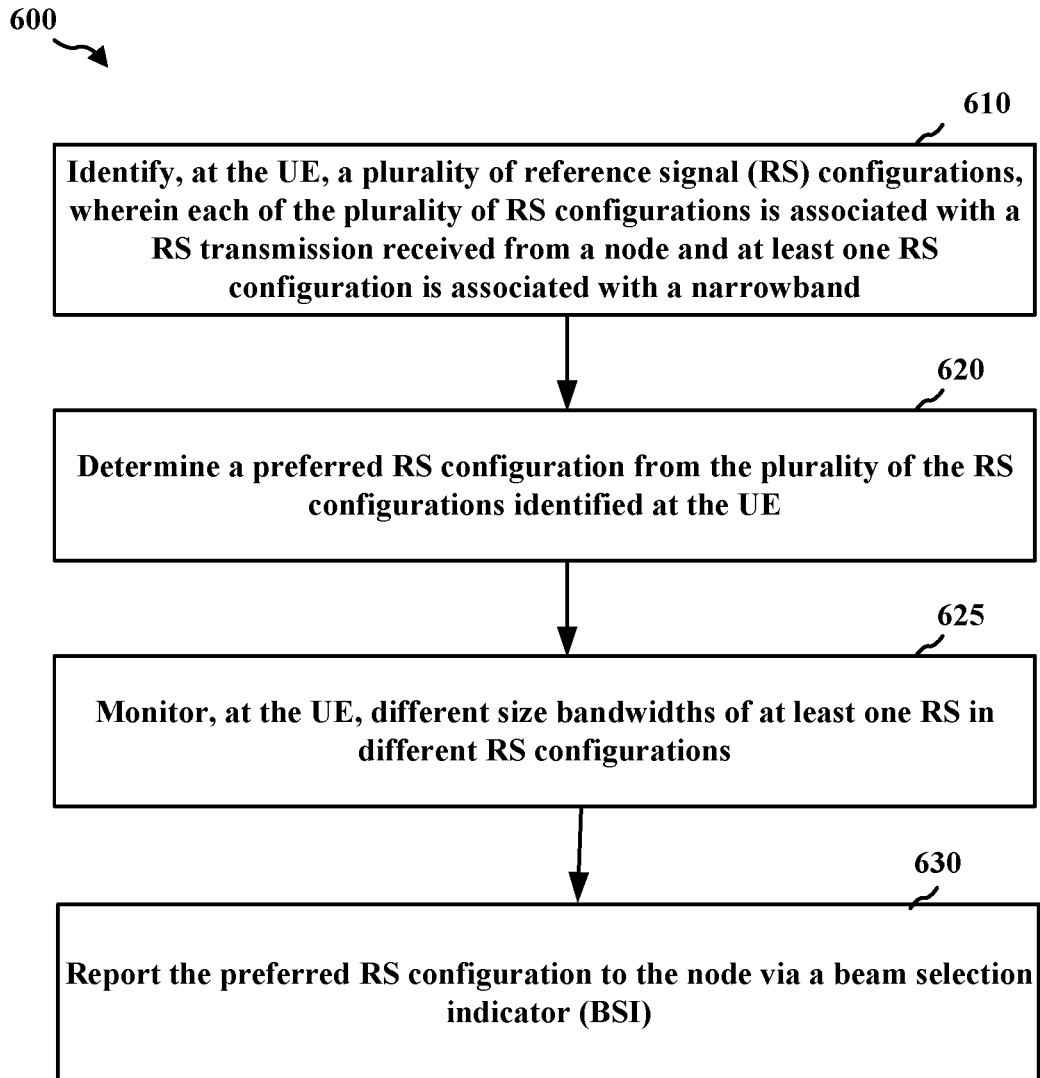 600
610
Identify, at the UE, a plurality of reference signal (RS) configurations,
wherein each of the plurality of RS configurations is associated with a
RS transmission received from a node and at least one RS
configuration is associated with a narrowband
620
Determine a preferred RS configuration from the plurality of the RS
configurations identified at the UE
625
Monitor, at the UE, different size bandwidths of at least one RS in
different RS configurations
630
Report the preferred RS configuration to the node via a beam selection
indicator (BSI)